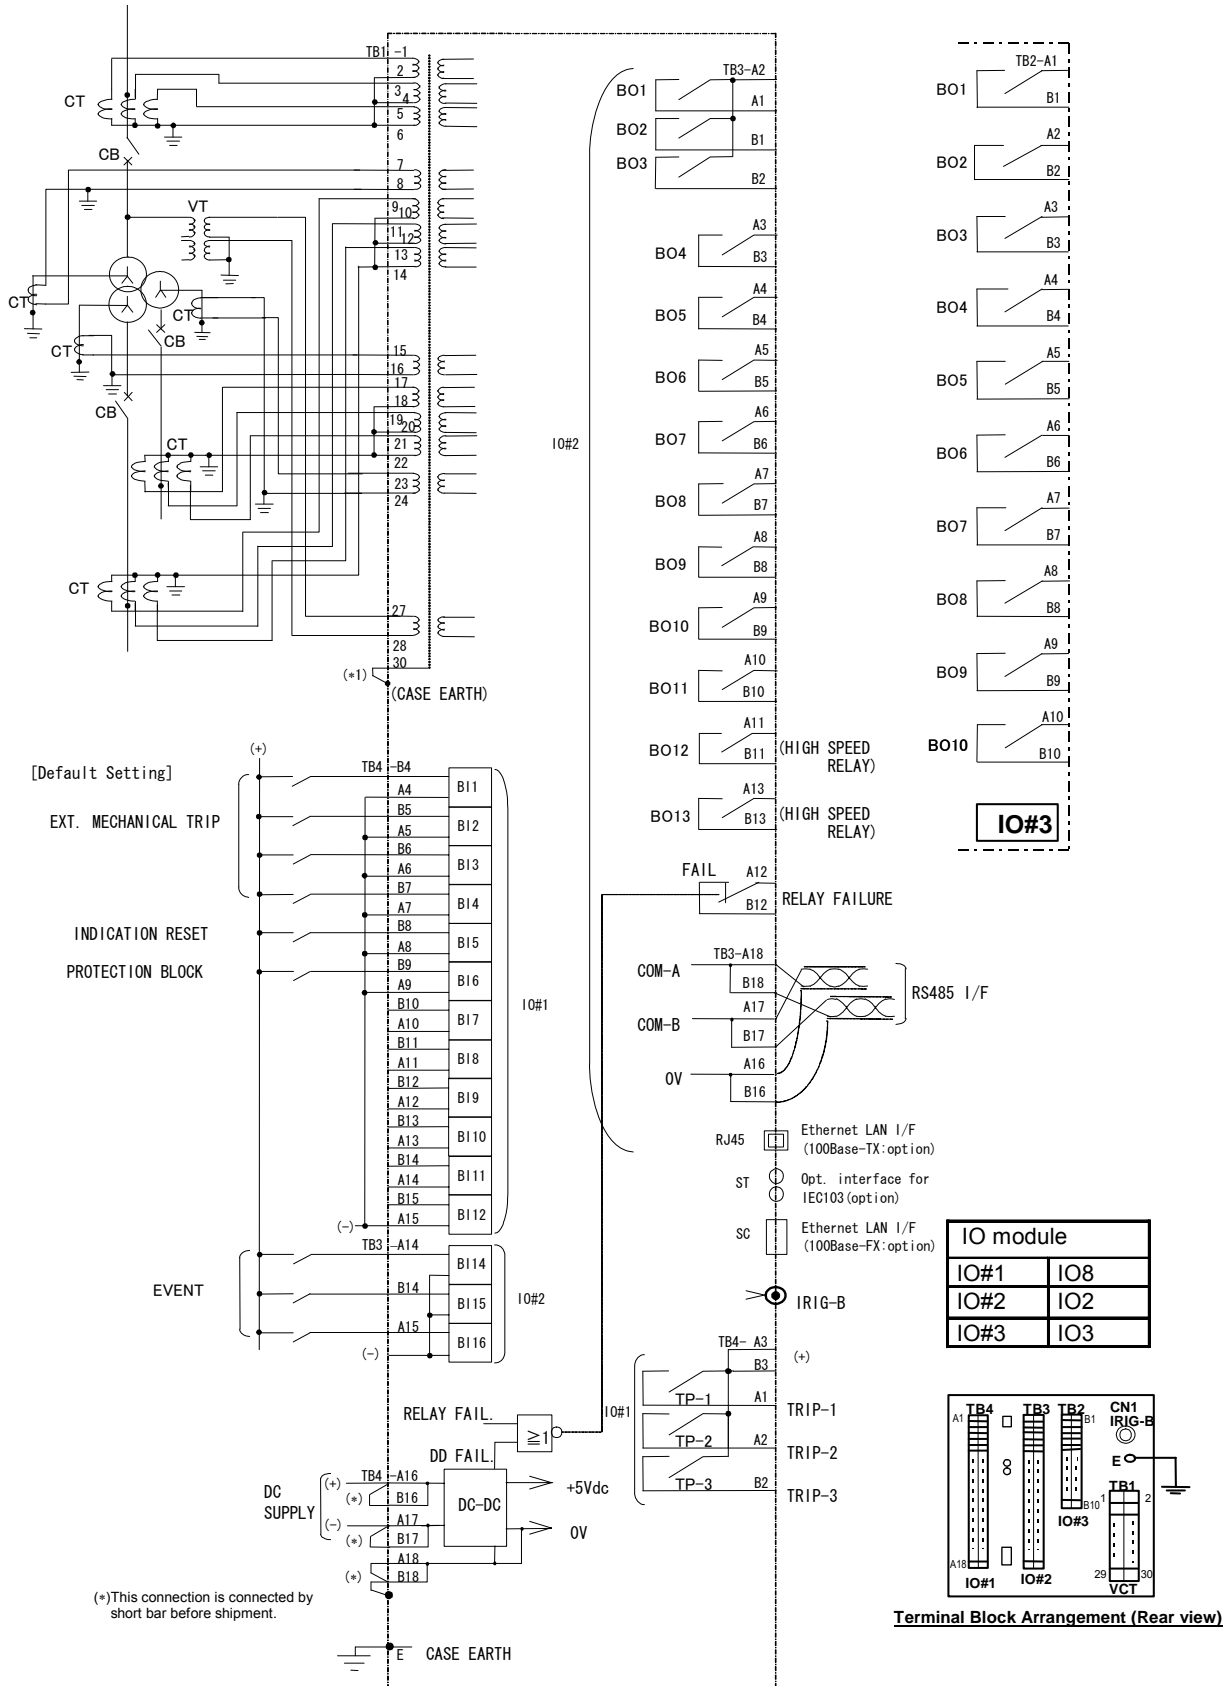 TB1 -1
2
3
4
5
6
7
8
9
10
11
12
13
14
15
16
17
18
19
20
21
22
23
24
27
28
30
(*1)
(CASE EARTH)
CT
CB
VT
CT
CT
CT
CB
CB
CT
CT
[Default Setting]
(+)
EXT. MECHANICAL TRIP
INDICATION RESET
PROTECTION BLOCK
TB4 -B4
A4
BI1
B5
A5
BI2
B6
A6
BI3
B7
A7
BI4
B8
A8
BI5
B9
A9
BI6
B10
A10
BI7
B11
A11
BI8
B12
A12
BI9
B13
A13
BI10
B14
A14
BI11
B15
A15
BI12
(-)
IO#1
EVENT
TB3 -A14
BI14
B14
BI15
A15
BI16
(-)
IO#2
RELAY FAIL.
≥1
DD FAIL.
DC
SUPPLY
(+)
TB4 -A16
(*)
B16
(-)
A17
(*)
B17
A18
(*)
B18
DC-DC
+5Vdc
0V
(*)This connection is connected by
short bar before shipment.
E
CASE EARTH
IO#2
BO1
TB3-A2
A1
BO2
B1
BO3
B2
BO4
A3
B3
BO5
A4
B4
BO6
A5
B5
BO7
A6
B6
BO8
A7
B7
BO9
A8
B8
BO10
A9
B9
BO11
A10
B10
BO12
A11
B11
(HIGH SPEED
RELAY)
BO13
A13
B13
(HIGH SPEED
RELAY)
FAIL
A12
B12
RELAY FAILURE
TB3-A18
COM-A
B18
A17
COM-B
B17
A16
0V
B16
RS485 I/F
RJ45
Ethernet LAN I/F
(100Base-TX:option)
ST
Opt. interface for
IEC103(option)
SC
Ethernet LAN I/F
(100Base-FX:option)
IRIG-B
TB4- A3
(+)
B3
IO#1
TP-1
A1
TRIP-1
TP-2
A2
TRIP-2
TP-3
B2
TRIP-3
BO1
TB2-A1
B1
BO2
A2
B2
BO3
A3
B3
BO4
A4
B4
BO5
A5
B5
BO6
A6
B6
BO7
A7
B7
BO8
A8
B8
BO9
A9
B9
BO10
A10
B10
IO#3
IO module
IO#1 IO8
IO#2 IO2
IO#3 IO3
TB4 TB3 TB2 CN1
A1 B1 IRIG-B
E
TB1
B10 1 2
IO#3
A18
IO#1 IO#2
29 30
VCT
Terminal Block Arrangement (Rear view)